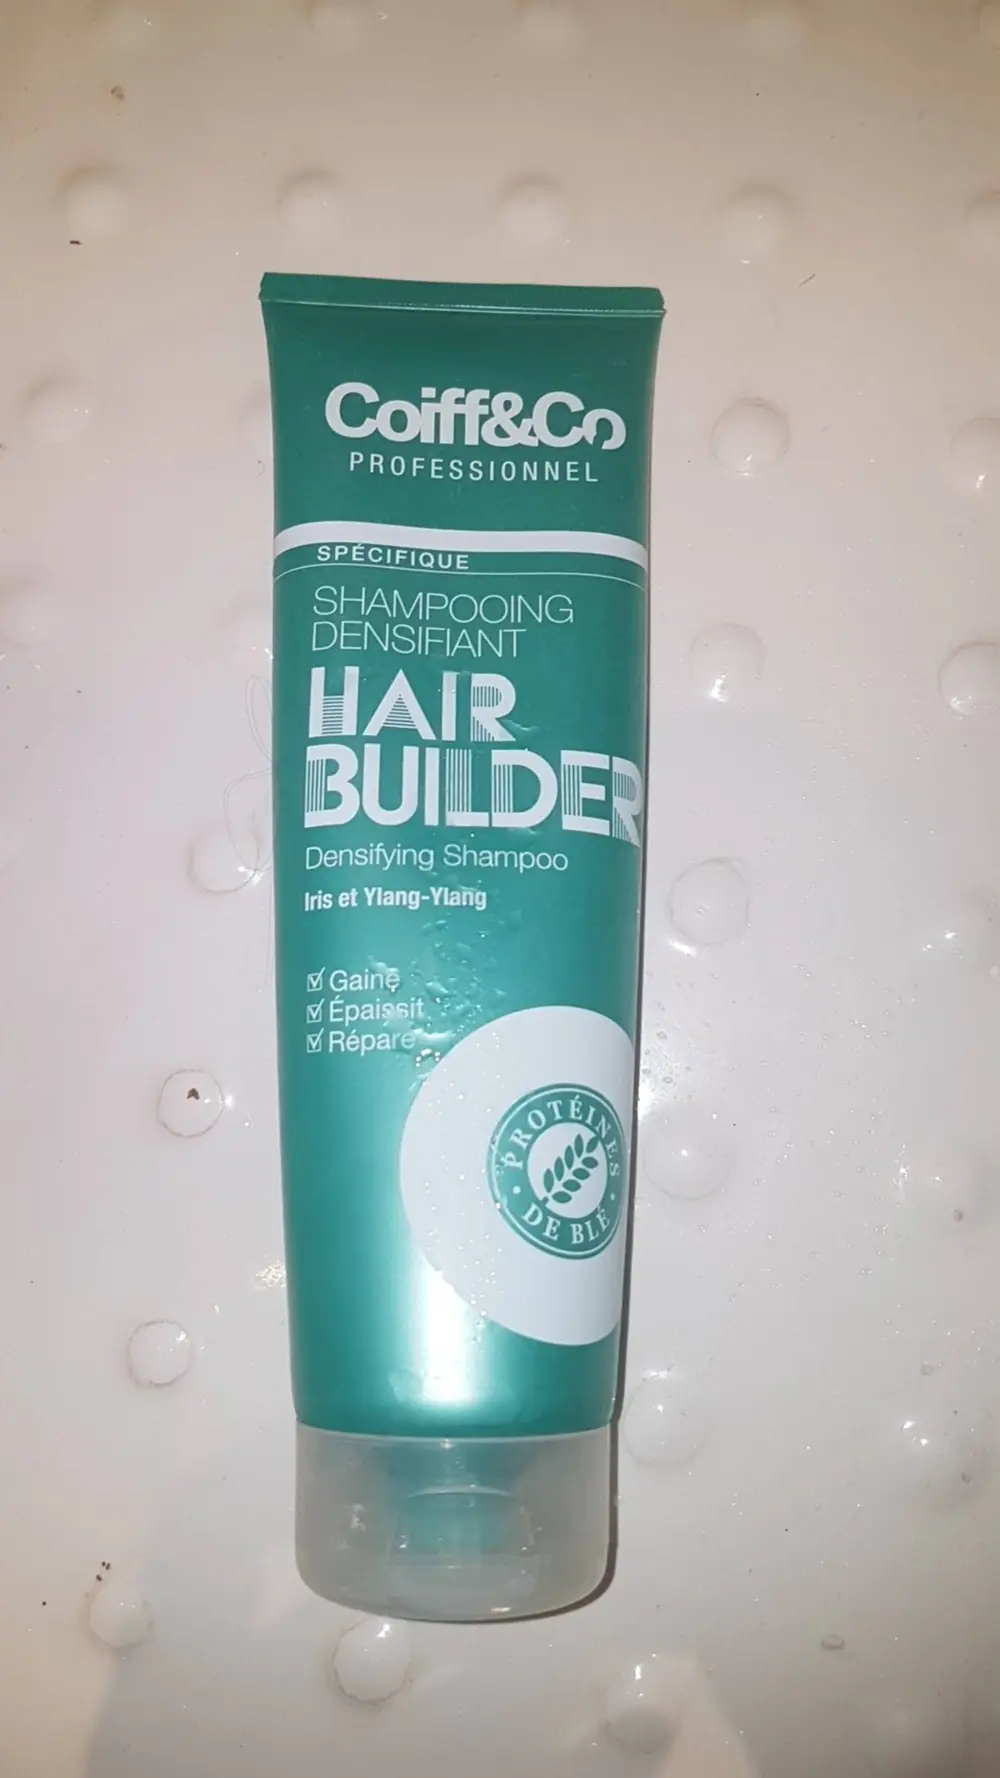 Coiff&Co
PROFESSIONNEL
SPÉCIFIQUE
SHAMPOOING
DENSIFIANT
HAIR
BUILDER
Densifying Shampoo
Iris et Ylang-Ylang
Gaine
Épaissit
Répare
PROTÉINES
DE BLÉ